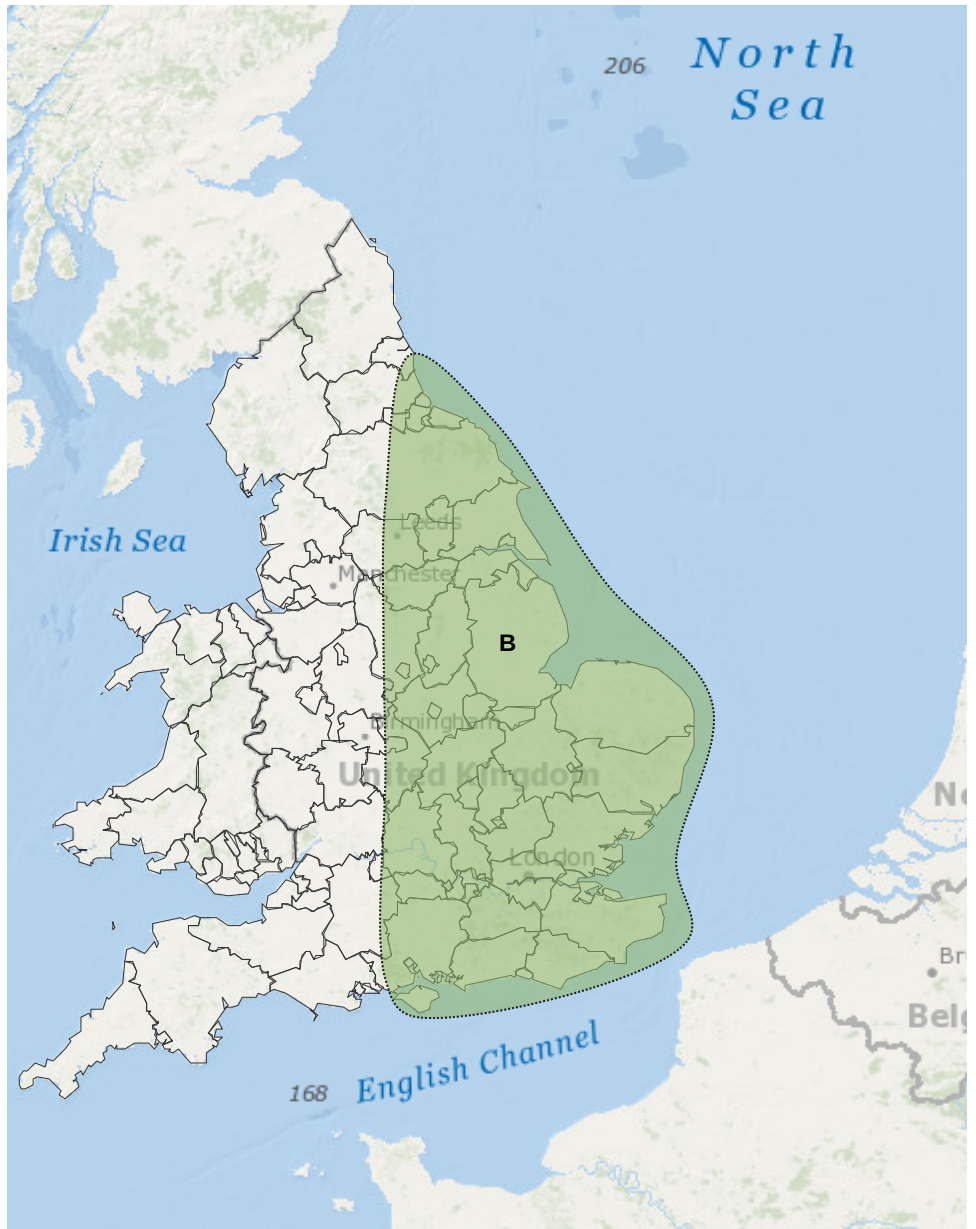 North
Sea
206
Irish Sea
Leeds
Manchester
B
Birmingham
United Kingdom
London
English Channel
168